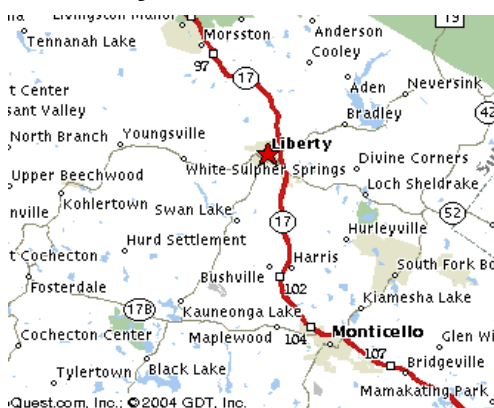 Livingston Manor
19
na
Tennanah Lake
Morsston
Anderson
Cooley
97
17
Aden
Neversink
t Center
sant Valley
Bradley
42
North Branch
Youngsville
Liberty
White Sulpher Springs
Divine Corners
Upper Beechwood
Loch Sheldrake
Kohlertown
nville
Swan Lake
17
52
Hurd Settlement
Hurleyville
t Cochecton
Bushville
Harris
South Fork Bo
Fosterdale
102
17B
Kauneonga Lake
Kiamesha Lake
Cochecton Center
Maplewood
104
Monticello
Glen Wi
107
Tylertown
Black Lake
Bridgeville
Mamakating Park
Quest.com, Inc.; ©2004 GDT, Inc.